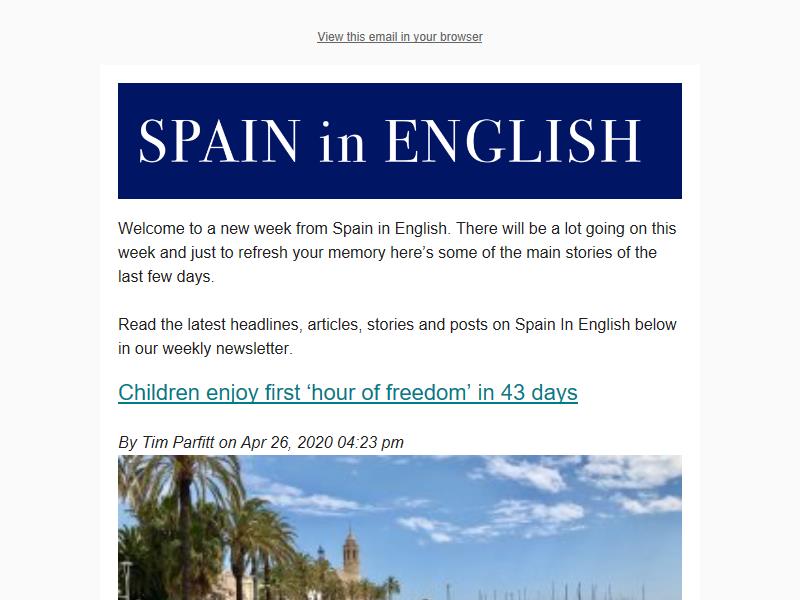 View this email in your browser
SPAIN in ENGLISH
Welcome to a new week from Spain in English. There will be a lot going on this
week and just to refresh your memory here’s some of the main stories of the
last few days.
Read the latest headlines, articles, stories and posts on Spain In English below
in our weekly newsletter.
Children enjoy first ‘hour of freedom’ in 43 days
By Tim Parfitt on Apr 26, 2020 04:23 pm